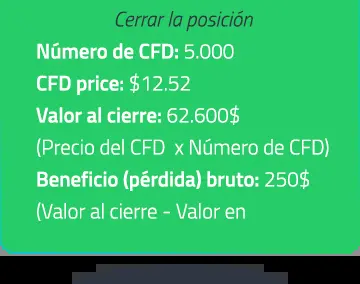 Cerrar la posición
Número de CFD: 5.000
CFD price: $12.52
Valor al cierre: 62.600$
(Precio del CFD x Número de CFD)
Beneficio (pérdida) bruto: 250$
(Valor al cierre - Valor en